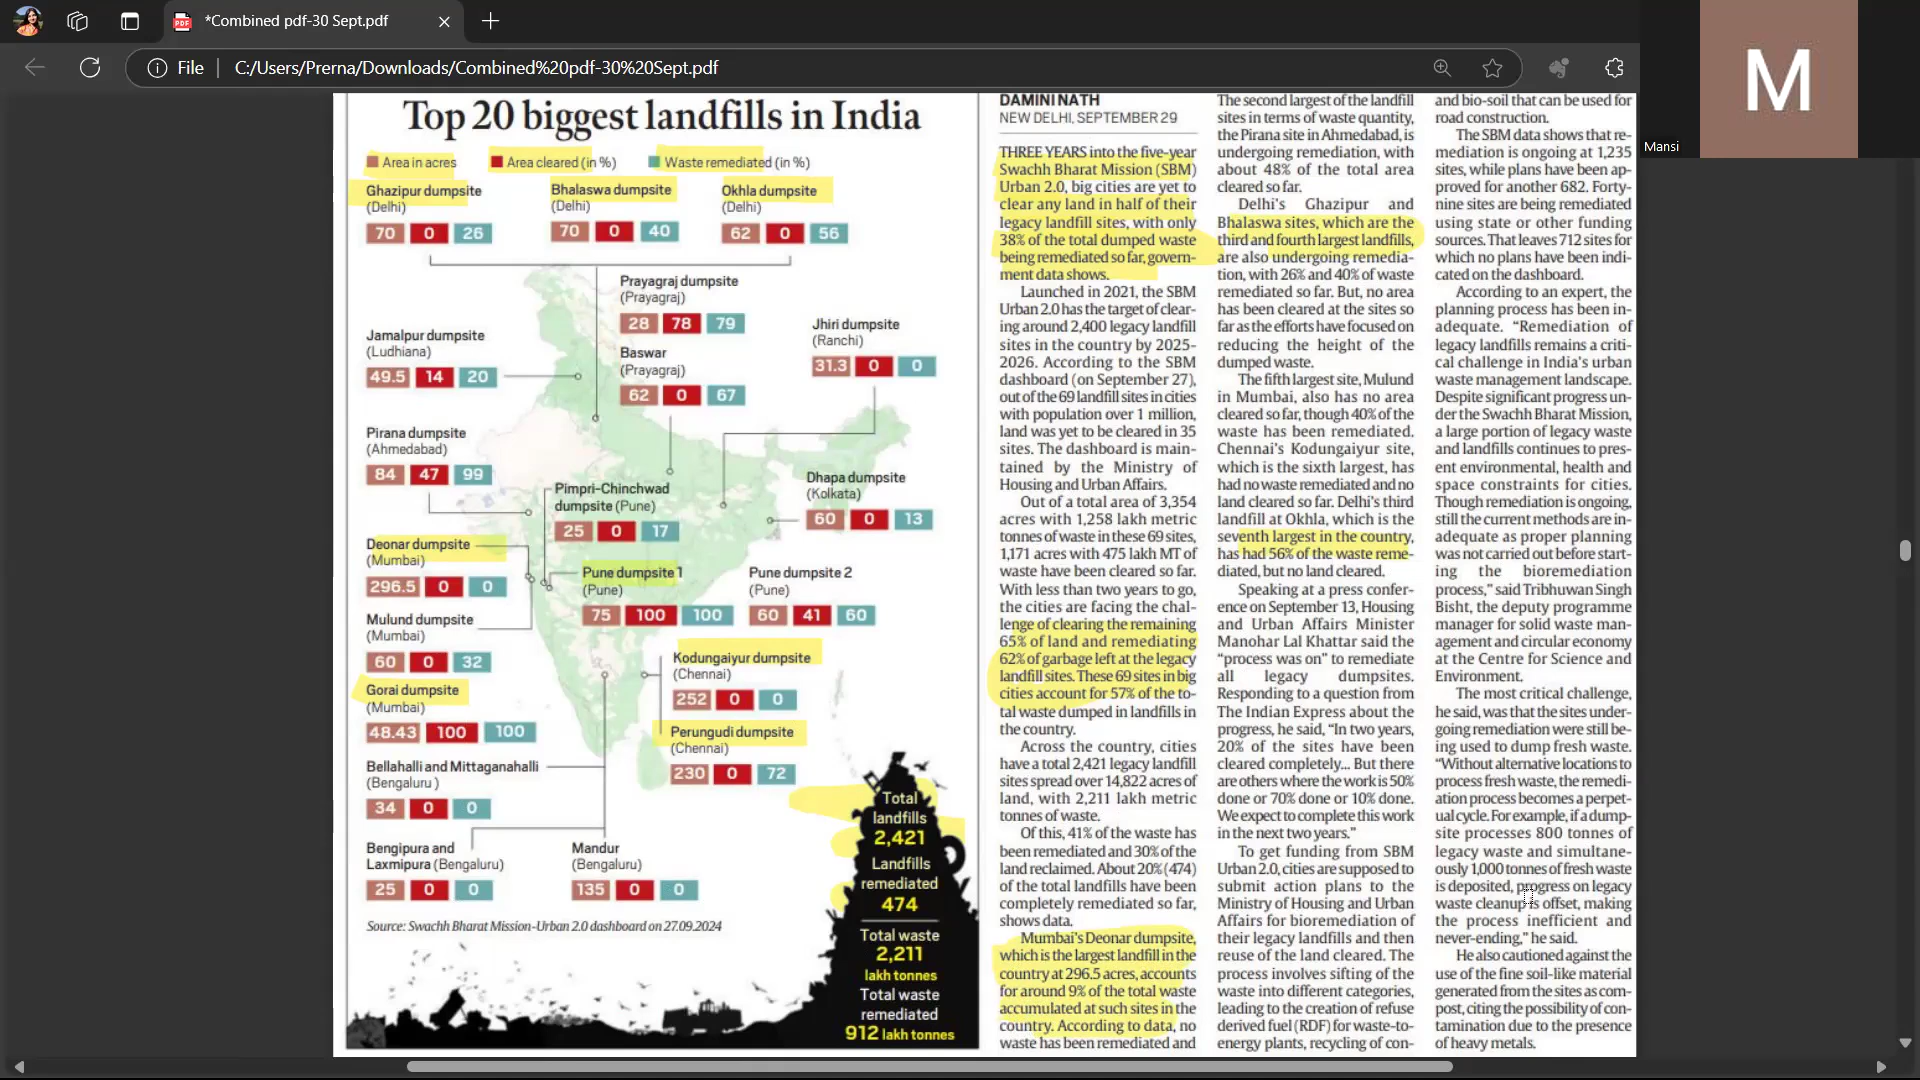 *Combined pdf-30 Sept.pdf
File
C:/Users/Prerna/Downloads/Combined%20pdf-30%20Sept.pdf
M
Mansi
Top 20 biggest landfills in India
Area in acres
Area cleared (in %)
Waste remediated (in %)
Ghazipur dumpsite
(Delhi)
70 0 26
Bhalaswa dumpsite
(Delhi)
70 0 40
Okhla dumpsite
(Delhi)
62 0 56
Prayagraj dumpsite
(Prayagraj)
28 78 79
Jamalpur dumpsite
(Ludhiana)
49.5 14 20
Baswar
(Prayagraj)
62 0 67
Jhiri dumpsite
(Ranchi)
31.3 0 0
Pirana dumpsite
(Ahmedabad)
84 47 99
Pimpri-Chinchwad
dumpsite (Pune)
25 0 17
Dhapa dumpsite
(Kolkata)
60 0 13
Deonar dumpsite
(Mumbai)
296.5 0 0
Pune dumpsite 1
(Pune)
75 100 100
Pune dumpsite 2
(Pune)
60 41 60
Mulund dumpsite
(Mumbai)
60 0 32
Kodungaiyur dumpsite
(Chennai)
252 0 0
Gorai dumpsite
(Mumbai)
48.43 100 100
Perungudi dumpsite
(Chennai)
230 0 72
Bellahalli and Mittaganahalli
(Bengaluru )
34 0 0
Bengipura and
Laxmipura (Bengaluru)
25 0 0
Mandur
(Bengaluru)
135 0 0
Total
landfills
2,421
Landfills
remediated
474
Total waste
2,211
lakh tonnes
Total waste
remediated
912 lakh tonnes
Source: Swachh Bharat Mission-Urban 2.0 dashboard on 27.09.2024
DAMINI NATH
NEW DELHI, SEPTEMBER 29
THREE YEARS into the five-year
Swachh Bharat Mission (SBM)
Urban 2.0, big cities are yet to
clear any land in half of their
legacy landfill sites, with only
38% of the total dumped waste
being remediated so far, govern-
ment data shows.
Launched in 2021, the SBM
Urban 2.0 has the target of clear-
ing around 2,400 legacy landfill
sites in the country by 2025-
2026. According to the SBM
dashboard (on September 27),
out of the 69 landfill sites in cities
with population over 1 million,
land was yet to be cleared in 35
sites. The dashboard is main-
tained by the Ministry of
Housing and Urban Affairs.
Out of a total area of 3,354
acres with 1,258 lakh metric
tonnes of waste in these 69 sites,
1,171 acres with 475 lakh MT of
waste have been cleared so far.
With less than two years to go,
the cities are facing the chal-
lenge of clearing the remaining
65% of land and remediating
62% of garbage left at the legacy
landfill sites. These 69 sites in big
cities account for 57% of the to-
tal waste dumped in landfills in
the country.
Across the country, cities
have a total 2,421 legacy landfill
sites spread over 14,822 acres of
land, with 2,211 lakh metric
tonnes of waste.
Of this, 41% of the waste has
been remediated and 30% of the
land reclaimed. About 20% (474)
of the total landfills have been
completely remediated so far,
shows data.
Mumbai's Deonar dumpsite,
which is the largest landfill in the
country at 296.5 acres, accounts
for around 9% of the total waste
accumulated at such sites in the
country. According to data, no
waste has been remediated and
The second largest of the landfill
sites in terms of waste quantity,
the Pirana site in Ahmedabad, is
undergoing remediation, with
about 48% of the total area
cleared so far.
Delhi's Ghazipur and
Bhalaswa sites, which are the
third and fourth largest landfills,
are also undergoing remedia-
tion, with 26% and 40% of waste
remediated so far. But, no area
has been cleared at the sites so
far as the efforts have focused on
reducing the height of the
dumped waste.
The fifth largest site, Mulund
in Mumbai, also has no area
cleared so far, though 40% of the
waste has been remediated.
Chennai's Kodungaiyur site,
which is the sixth largest, has
had no waste remediated and no
land cleared so far. Delhi's third
landfill at Okhla, which is the
seventh largest in the country,
has had 56% of the waste reme-
diated, but no land cleared.
Speaking at a press confer-
ence on September 13, Housing
and Urban Affairs Minister
Manohar Lal Khattar said the
“process was on” to remediate
all legacy dumpsites.
Responding to a question from
The Indian Express about the
progress, he said, “In two years,
20% of the sites have been
cleared completely... But there
are others where the work is 50%
done or 70% done or 10% done.
We expect to complete this work
in the next two years.”
To get funding from SBM
Urban 2.0, cities are supposed to
submit action plans to the
Ministry of Housing and Urban
Affairs for bioremediation of
their legacy landfills and then
reuse of the land cleared. The
process involves sifting of the
waste into different categories,
leading to the creation of refuse
derived fuel (RDF) for waste-to-
energy plants, recycling of con-
and bio-soil that can be used for
road construction.
The SBM data shows that re-
mediation is ongoing at 1,235
sites, while plans have been ap-
proved for another 682. Forty-
nine sites are being remediated
using state or other funding
sources. That leaves 712 sites for
which no plans have been indi-
cated on the dashboard.
According to an expert, the
planning process has been in-
adequate. “Remediation of
legacy landfills remains a criti-
cal challenge in India's urban
waste management landscape.
Despite significant progress un-
der the Swachh Bharat Mission,
a large portion of legacy waste
and landfills continues to pres-
ent environmental, health and
space constraints for cities.
Though remediation is ongoing,
still the current methods are in-
adequate as proper planning
was not carried out before start-
ing the bioremediation
process,” said Tribhuwan Singh
Bisht, the deputy programme
manager for solid waste man-
agement and circular economy
at the Centre for Science and
Environment.
The most critical challenge,
he said, was that the sites under-
going remediation were still be-
ing used to dump fresh waste.
“Without alternative locations to
process fresh waste, the remedi-
ation process becomes a perpet-
ual cycle. For example, if a dump-
site processes 800 tonnes of
legacy waste and simultane-
ously 1,000 tonnes of fresh waste
is deposited, progress on legacy
waste cleanup is offset, making
the process inefficient and
never-ending,” he said.
He also cautioned against the
use of the fine soil-like material
generated from the sites as com-
post, citing the possibility of con-
tamination due to the presence
of heavy metals.